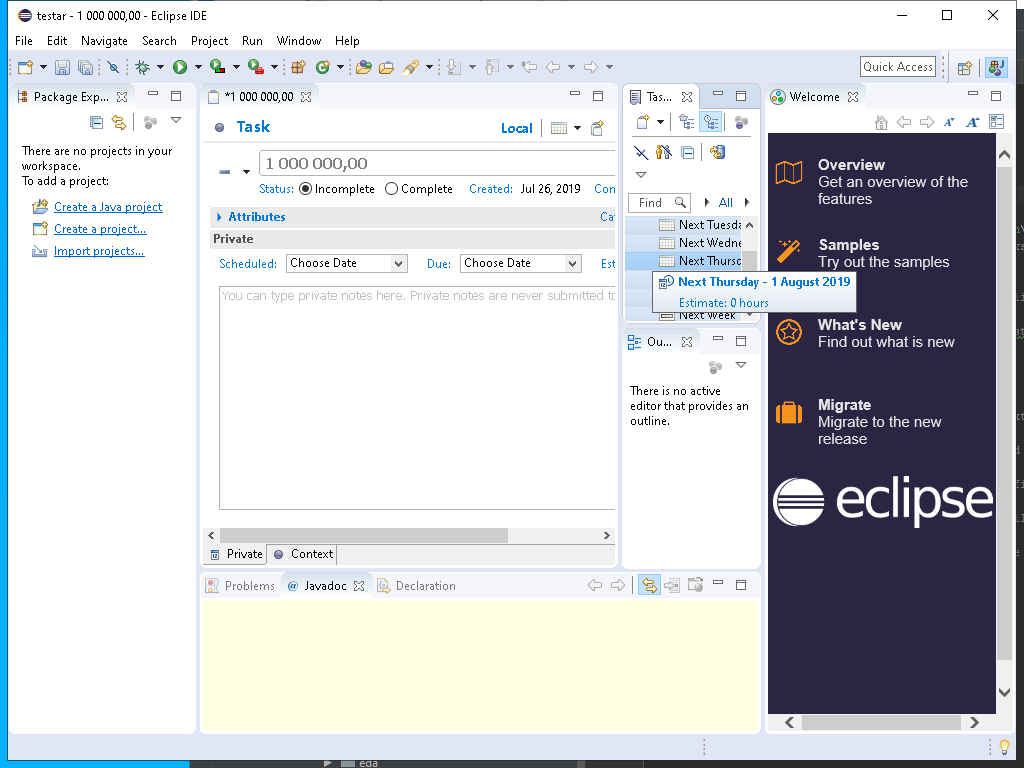 testar - 1 000 000,00 - Eclipse IDE
File Edit Navigate Search Project Run Window Help
Quick Access
Package Exp...
There are no projects in your
workspace.
To add a project:
Create a Java project
Create a project...
Import projects...
*1 000 000,00
Task
Local
1 000 000,00
Status: Incomplete Complete Created: Jul 26, 2019 Con
Attributes
Ca
Private
Scheduled: Choose Date Due: Choose Date Est
You can type private notes here. Private notes are never submitted to
Private Context
Tas...
Find All
Next Tuesda
Next Wedne
Next Thursd
Next Thursday - 1 August 2019
Estimate: 0 hours
Next Week
Ou...
There is no active
editor that provides an
outline.
Problems @ Javadoc Declaration
Welcome
Overview
Get an overview of the
features
Samples
Try out the samples
What's New
Find out what is new
Migrate
Migrate to the new
release
eclipse
eda